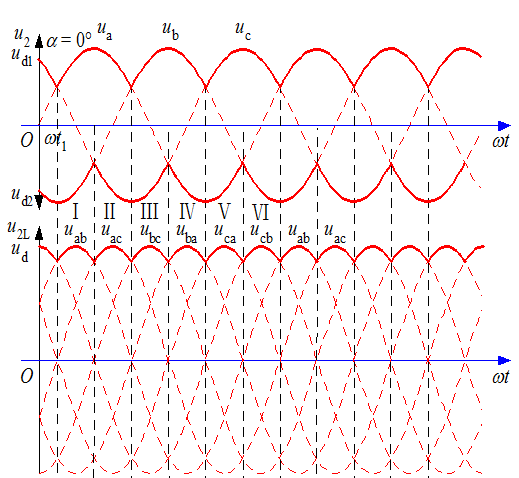 u2 α = 0° ua ub uc
ud1
O ωt1 ωt
ud2
I II III IV V VI
u2L uab uac ubc uba uca ucb uab uac
ud
O ωt